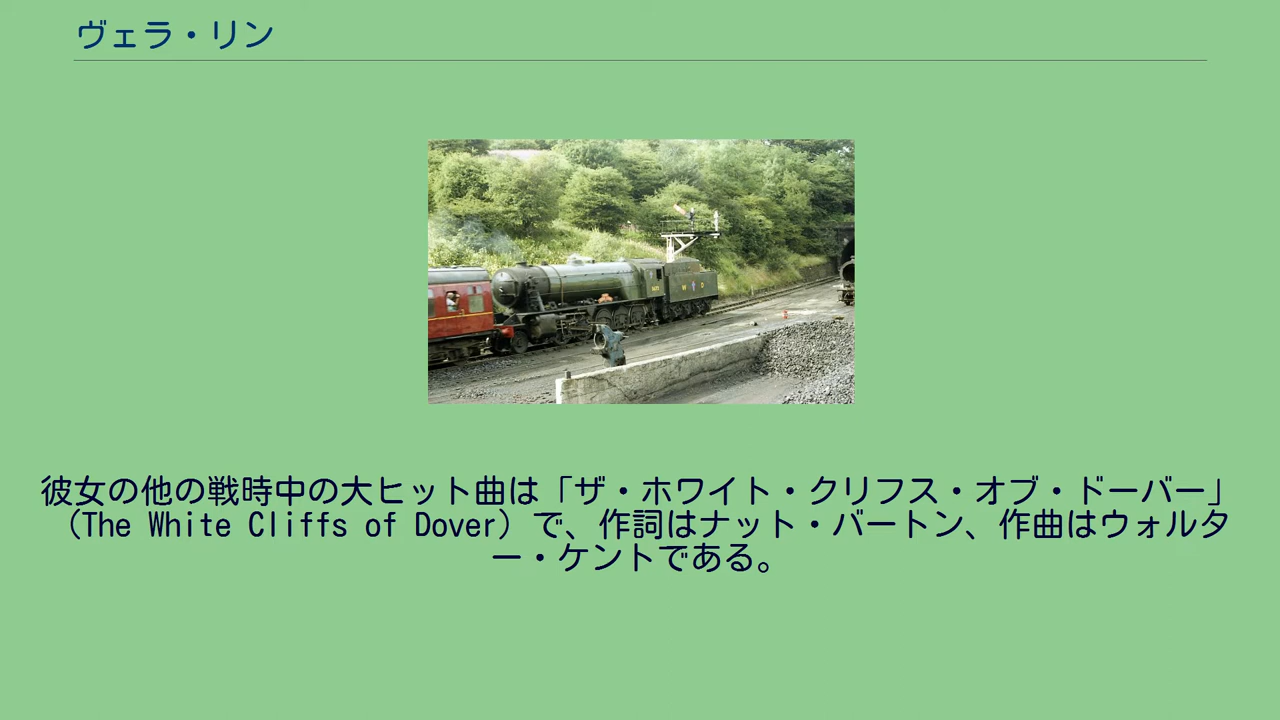 ヴェラ・リン
W D
彼女の他の戦時中の大ヒット曲は「ザ・ホワイト・クリフス・オブ・ドーバー」
（The White Cliffs of Dover）で、作詞はナット・バートン、作曲はウォルタ
ー・ケントである。